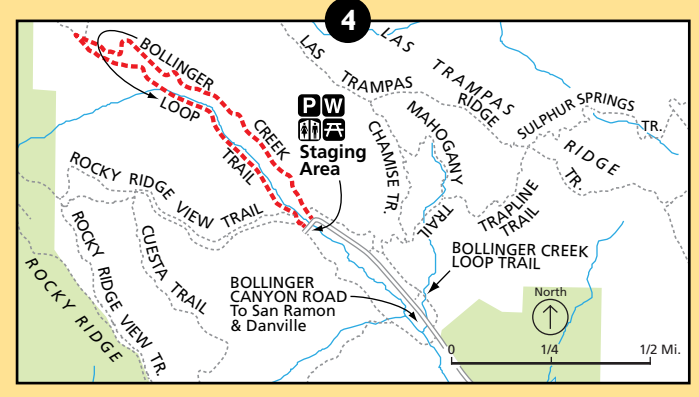 4
BOLLINGER
LOOP
CREEK
TRAIL
LAS
TRAMPAS
LAS
TRAMPAS
RIDGE
SULPHUR SPRINGS
TR.
RIDGE
TR.
P W
Staging
Area
CHAMISE TR.
MAHOGANY
TRAIL
TRAPLINE
TRAIL
ROCKY RIDGE VIEW TRAIL
ROCKY RIDGE VIEW TR.
CUESTA TRAIL
ROCKY RIDGE
BOLLINGER CREEK
LOOP TRAIL
BOLLINGER
CANYON ROAD
To San Ramon
& Danville
North
0 1/4 1/2 Mi.